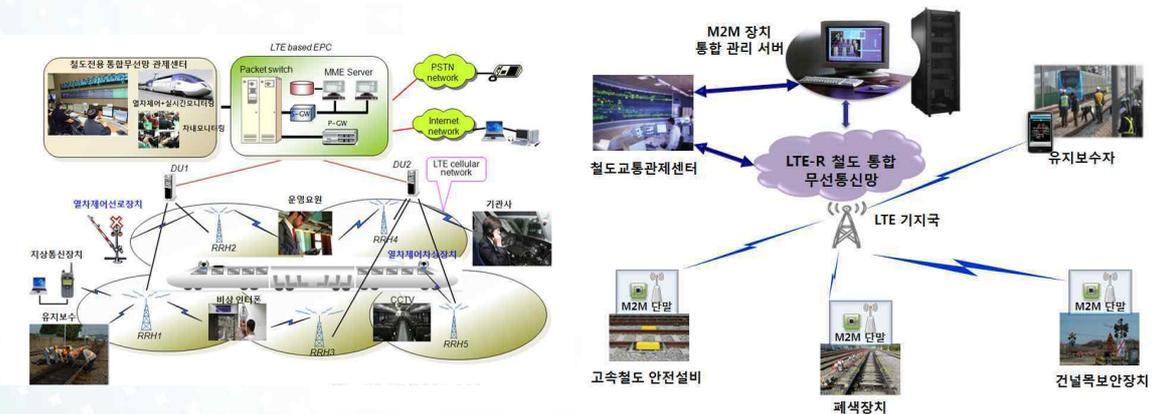 LTE based EPC
철도전용 통합무선망 관제센터
열차제어+실시간모니터링
차내모니터링
Packet switch
MME Server
S-GW
P-GW
PSTN
network
Internet
network
DU1
DU2
LTE cellular
network
열차제어선로장치
운영요원
기관사
RRH2
RRH4
지상통신장치
열차제어차상장치
유지보수
비상 인터폰
CCTV
RRH1
RRH3
RRH5
M2M 장치
통합 관리 서버
철도교통관제센터
LTE-R 철도 통합
무선통신망
유지보수자
LTE 기지국
M2M 단말
고속철도 안전설비
M2M 단말
폐색장치
M2M 단말
건널목보안장치